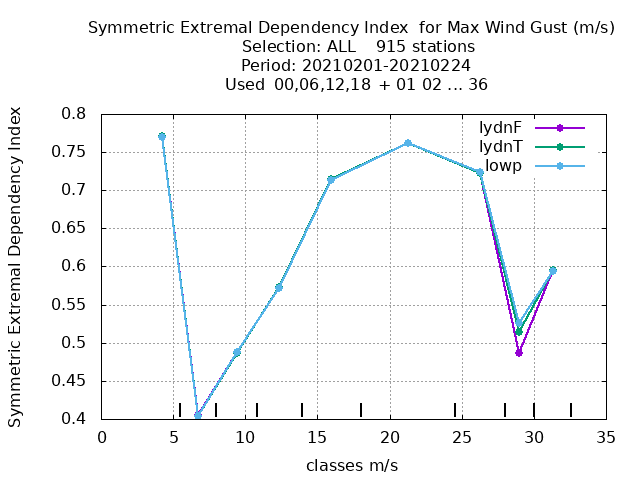 Symmetric Extremal Dependency Index  for Max Wind Gust (m/s)
Selection: ALL    915 stations
Period: 20210201-20210224
Used  00,06,12,18  + 01 02 ... 36
Symmetric Extremal Dependency Index
0.8
0.75
0.7
0.65
0.6
0.55
0.5
0.45
0.4
lydnF
lydnT
lowp
0 5 10 15 20 25 30 35
classes m/s